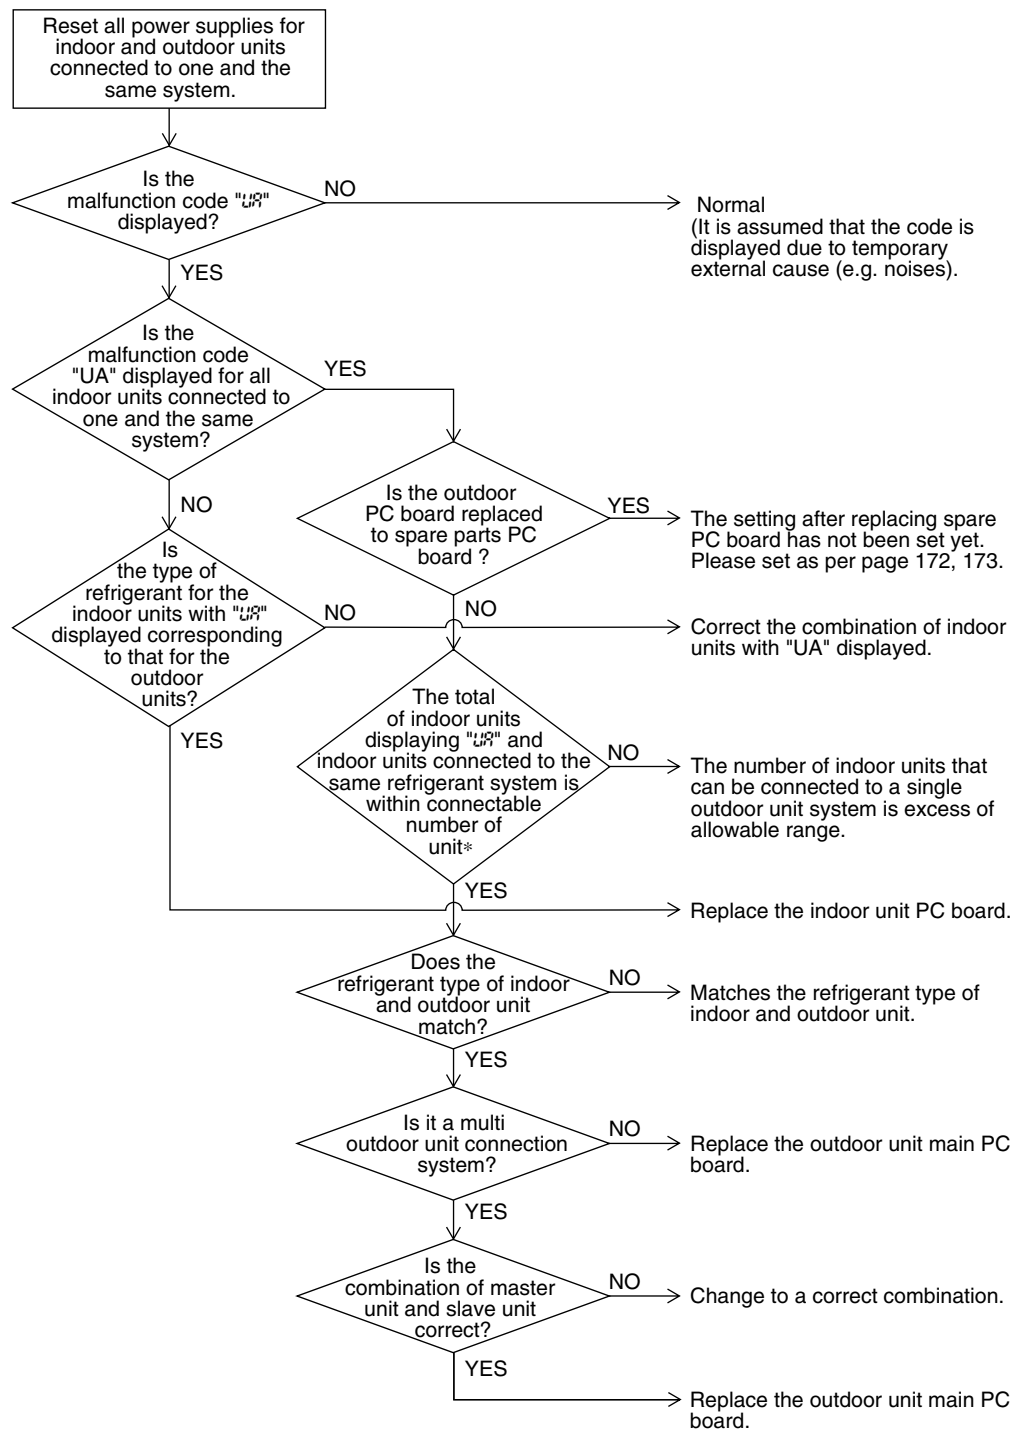 Reset all power supplies for
indoor and outdoor units
connected to one and the
same system.
Is the
malfunction code "UA"
displayed?
NO
Normal
(It is assumed that the code is
displayed due to temporary
external cause (e.g. noises).
YES
Is the
malfunction code
"UA" displayed for all
indoor units connected to
one and the same
system?
YES
NO
Is the outdoor
PC board replaced
to spare parts PC
board ?
YES
The setting after replacing spare
PC board has not been set yet.
Please set as per page 172, 173.
NO
Is
the type of
refrigerant for the
indoor units with "UA"
displayed corresponding
to that for the
outdoor
units?
NO
Correct the combination of indoor
units with "UA" displayed.
YES
The total
of indoor units
displaying "UA" and
indoor units connected to the
same refrigerant system is
within connectable
number of
unit*
NO
The number of indoor units that
can be connected to a single
outdoor unit system is excess of
allowable range.
YES
Replace the indoor unit PC board.
Does the
refrigerant type of indoor
and outdoor unit
match?
NO
Matches the refrigerant type of
indoor and outdoor unit.
YES
Is it a multi
outdoor unit connection
system?
NO
Replace the outdoor unit main PC
board.
YES
Is the
combination of master
unit and slave unit
correct?
NO
Change to a correct combination.
YES
Replace the outdoor unit main PC
board.